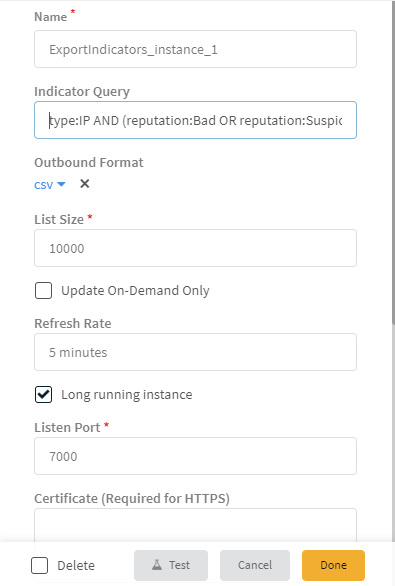 Name *
ExportIndicators_instance_1
Indicator Query
type:IP AND (reputation:Bad OR reputation:Suspic
Outbound Format
csv
List Size *
10000
Update On-Demand Only
Refresh Rate
5 minutes
Long running instance
Listen Port *
7000
Certificate (Required for HTTPS)
Delete Test Cancel Done